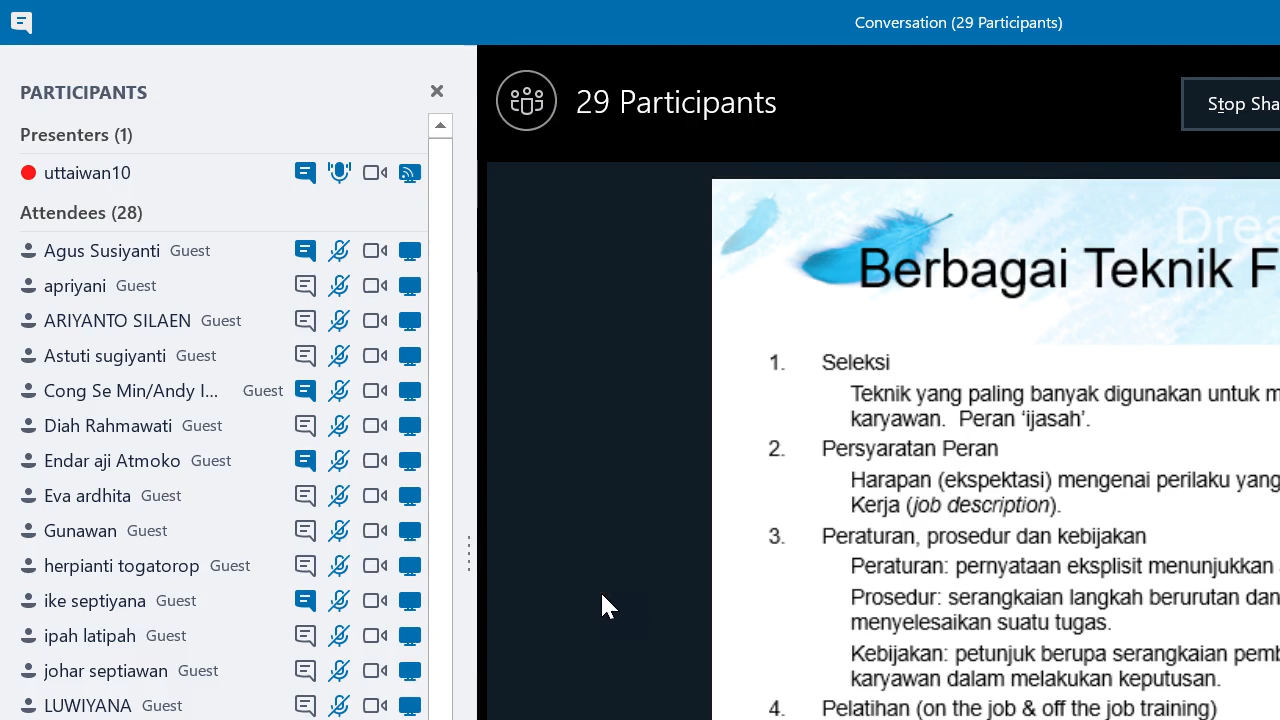 Conversation (29 Participants)
PARTICIPANTS
Presenters (1)
uttaiwan10
Attendees (28)
Agus Susiyanti Guest
apriyani Guest
ARIYANTO SILAEN Guest
Astuti sugiyanti Guest
Cong Se Min/Andy I... Guest
Diah Rahmawati Guest
Endar aji Atmoko Guest
Eva ardhita Guest
Gunawan Guest
herpianti togatorop Guest
ike septiyana Guest
ipah latipah Guest
johar septiawan Guest
LUWIYANA Guest
29 Participants
Stop Sha
Drea
Berbagai Teknik F
1. Seleksi
Teknik yang paling banyak digunakan untuk m
karyawan. Peran ‘ijasah’.
2. Persyaratan Peran
Harapan (ekspektasi) mengenai perilaku yang
Kerja (job description).
3. Peraturan, prosedur dan kebijakan
Peraturan: pernyataan eksplisit menunjukkan
Prosedur: serangkaian langkah berurutan dan
menyelesaikan suatu tugas.
Kebijakan: petunjuk berupa serangkaian pemb
karyawan dalam melakukan keputusan.
4. Pelatihan (on the job & off the job training)